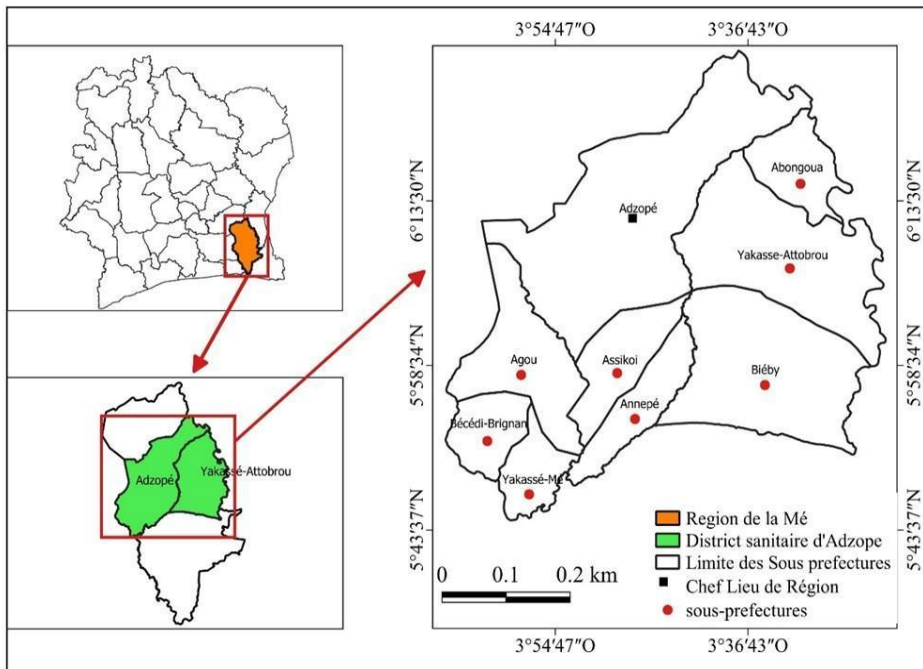 3°54'47"O
3°36'43"O
6°13'30"N
5°58'34"N
5°43'37"N
Abongoua
Adzopé
Yakasse-Attobrou
Agou
Assikoi
Biéby
Annepé
Bécédi-Brignan
Yakassé-Mé
Adzopé
Yakassé-Attobrou
Region de la Mé
District sanitaire d'Adzope
Limite des Sous prefectures
Chef Lieu de Région
sous-prefectures
0 0.1 0.2 km
6°13'30"N
5°58'34"N
5°43'37"N
3°54'47"O
3°36'43"O